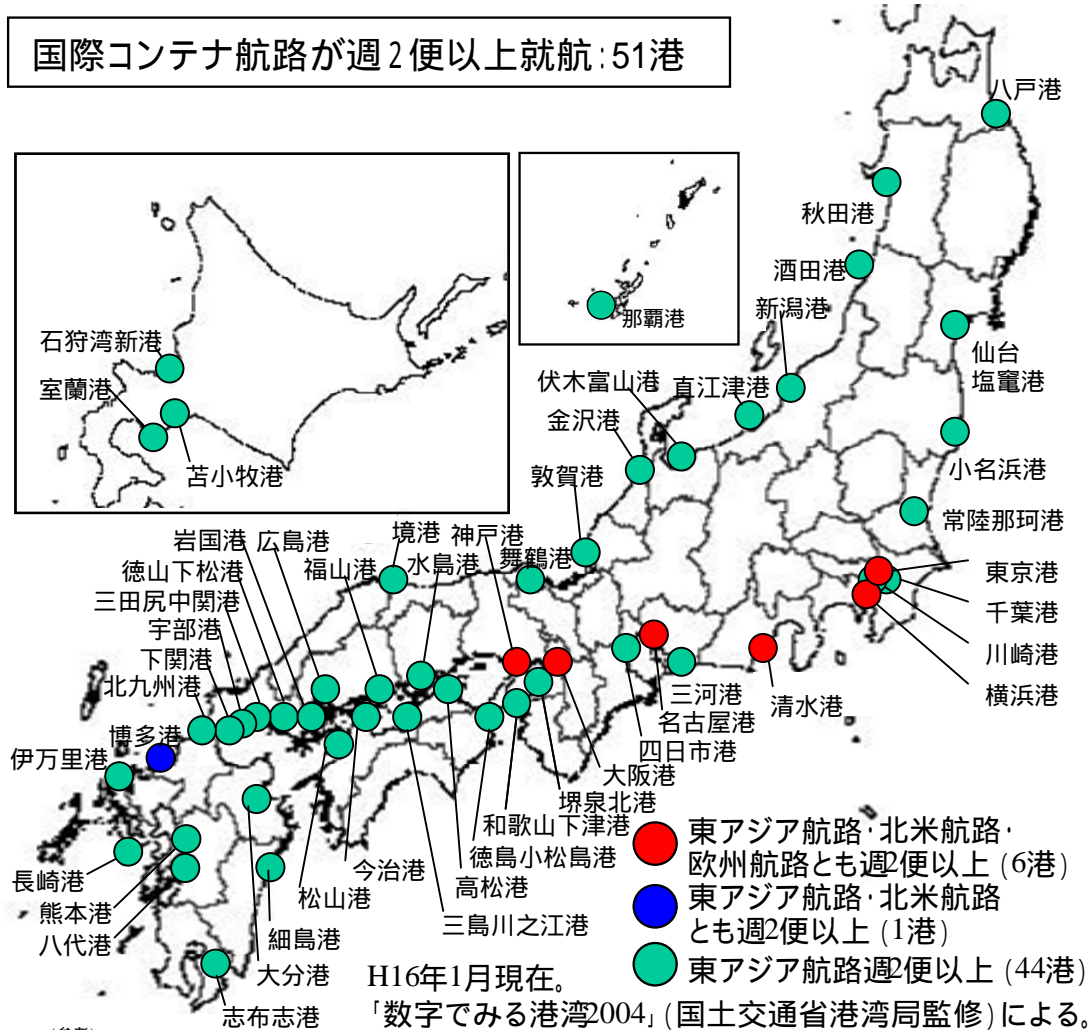 国際コンテナ航路が週2便以上就航:51港
八戸港
秋田港
酒田港
新潟港
那覇港
仙台
塩竈港
石狩湾新港
室蘭港
苫小牧港
伏木富山港
直江津港
金沢港
敦賀港
小名浜港
常陸那珂港
岩国港
広島港
境港
神戸港
徳山下松港
福山港
水島港
舞鶴港
三田尻中関港
宇部港
下関港
北九州港
博多港
伊万里港
東京港
千葉港
川崎港
横浜港
三河港
清水港
名古屋港
四日市港
大阪港
堺泉北港
和歌山下津港
徳島小松島港
高松港
三島川之江港
今治港
松山港
長崎港
熊本港
八代港
細島港
大分港
志布志港
東アジア航路・北米航路・
欧州航路とも週2便以上 (6港)
東アジア航路・北米航路
とも週2便以上 (1港)
東アジア航路週2便以上 (44港)
H16年1月現在。
「数字でみる港湾2004」(国土交通省港湾局監修)による。